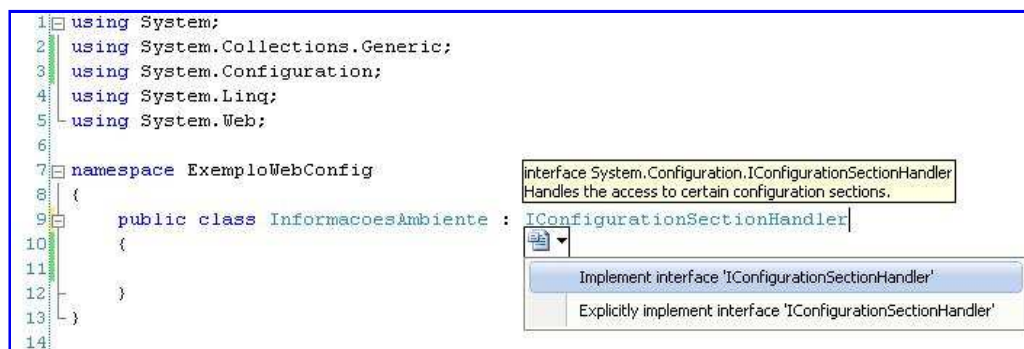 1 using System;
2 using System.Collections.Generic;
3 using System.Configuration;
4 using System.Linq;
5 using System.Web;
6
7 namespace ExemploWebConfig
interface System.Configuration.IConfigurationSectionHandler
Handles the access to certain configuration sections.
8 {
9 public class InformacoesAmbiente : IConfigurationSectionHandler
10 {
11
Implement interface 'IConfigurationSectionHandler'
12 }
Explicitly implement interface 'IConfigurationSectionHandler'
13 }
14